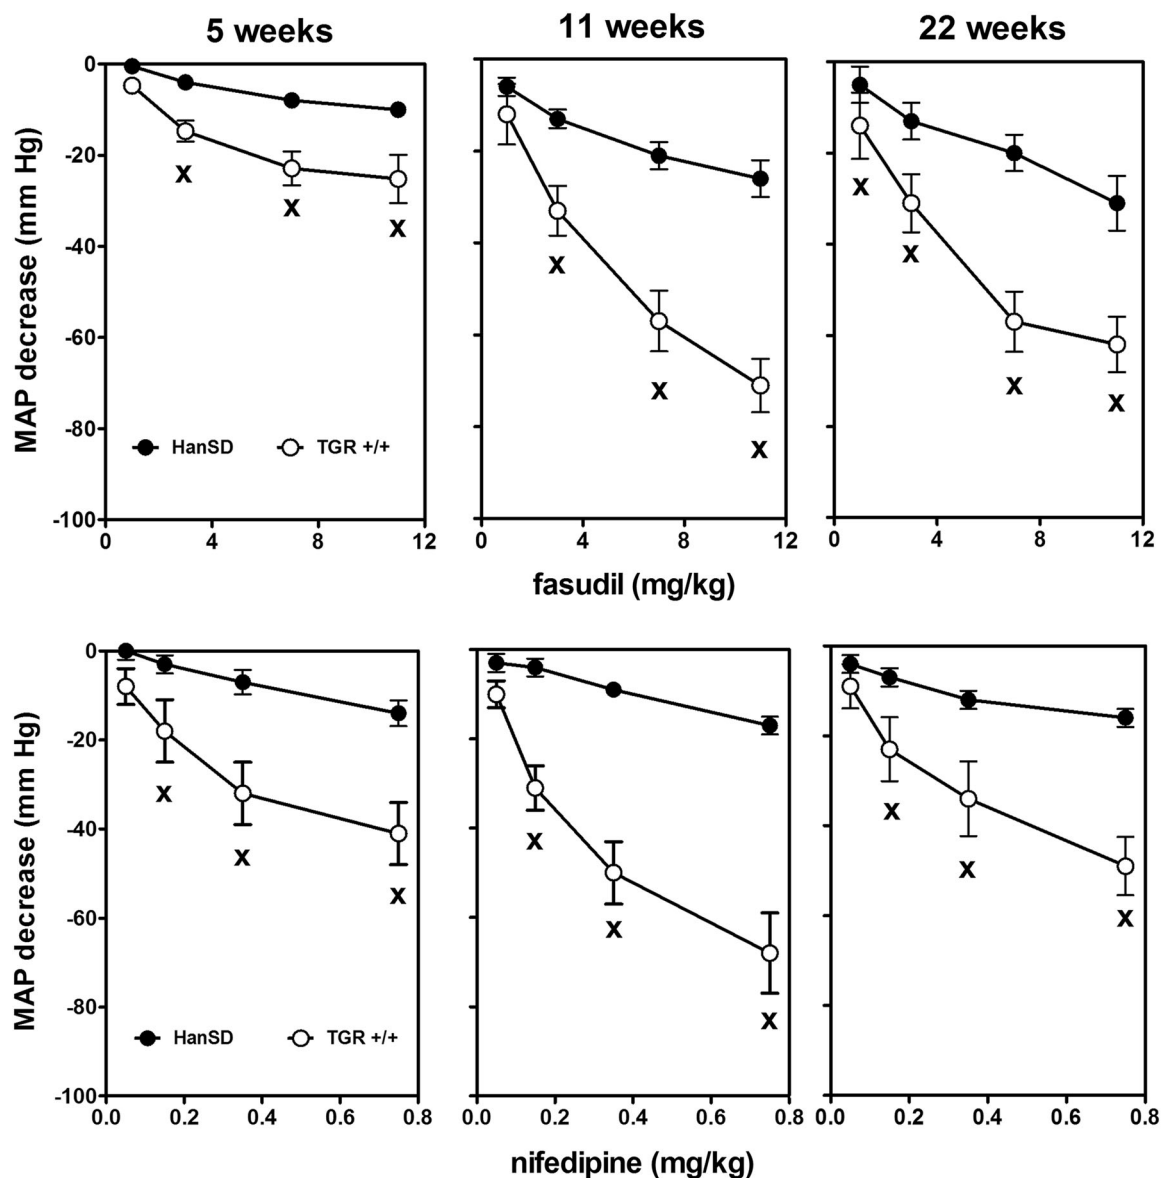 5 weeks 11 weeks 22 weeks
MAP decrease (mm Hg)
0
-20
-40
-60
-80
-100
x x x
x x x
x x x x
HanSD TGR +/+
0 4 8 12 0 4 8 12 0 4 8 12
fasudil (mg/kg)
MAP decrease (mm Hg)
0
-20
-40
-60
-80
-100
x x x
x x x
x x x
HanSD TGR +/+
0.0 0.2 0.4 0.6 0.8 0.0 0.2 0.4 0.6 0.8 0.0 0.2 0.4 0.6 0.8
nifedipine (mg/kg)